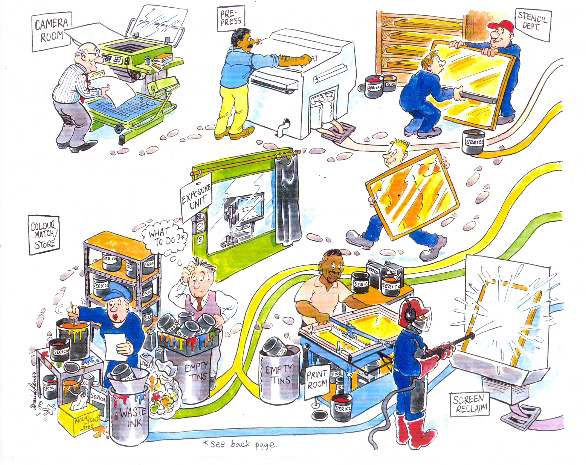 CAMERA
ROOM
PRE-
PRESS
STENCIL
DEPT.
SERICOL
EXPOSURE
UNIT
COLOUR
MATCH/
STORE
WHAT
TO DO?
EMPTY
TINS
EMPTY
TINS
PRINT
ROOM
WASTE
INK
SCREEN
RECLAIM
*see back page